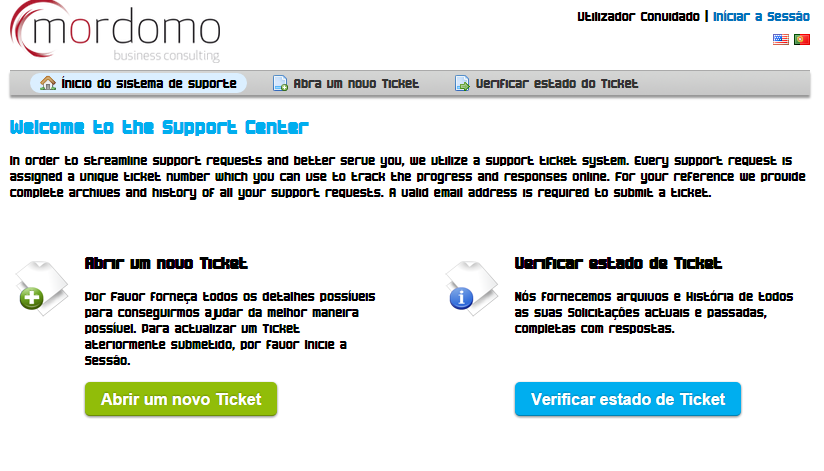 mordomo
business consulting
Utilizador Convidado | Iniciar a Sessão
Ínicio do sistema de suporte
Abra um novo Ticket
Verificar estado do Ticket
Welcome to the Support Center
In order to streamline support requests and better serve you, we utilize a support ticket system. Every support request is
assigned a unique ticket number which you can use to track the progress and responses online. For your reference we provide
complete archives and history of all your support requests. A valid email address is required to submit a ticket.
Abrir um novo Ticket
Por Favor forneça todos os detalhes possíveis
para conseguirmos ajudar da melhor maneira
possível. Para actualizar um Ticket
ateriormente submetido, por favor inicie a
Sessão.
Abrir um novo Ticket
Verificar estado de Ticket
Nós fornecemos arquivos e História de todos
as suas Solicitações actuais e passadas,
completas com respostas.
Verificar estado de Ticket